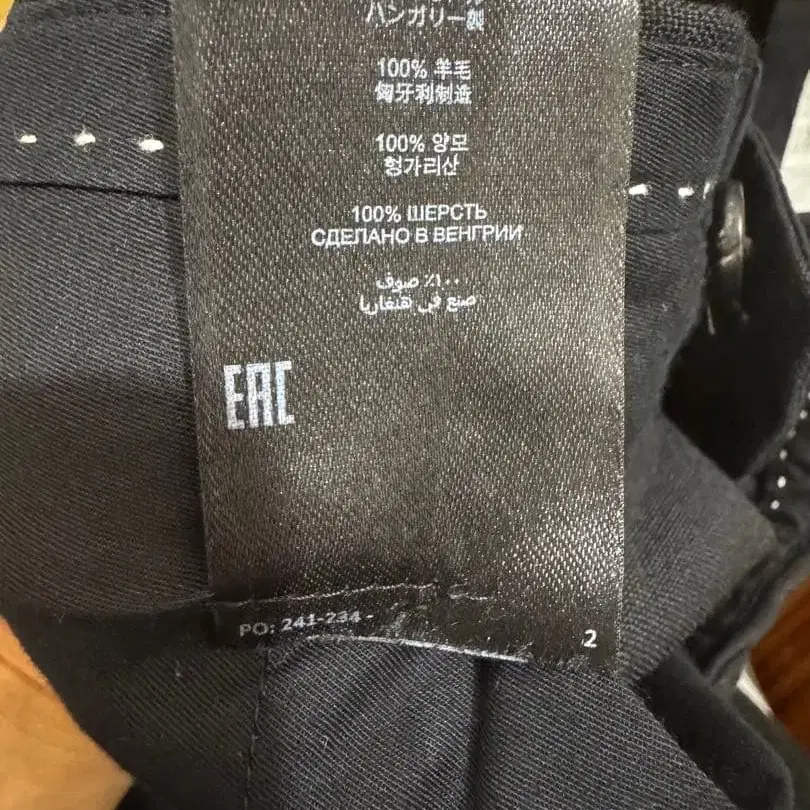 ハンガリー製
100% 羊毛
匈牙利制造
100% 양모
헝가리산
100% ШЕРСТЬ
СДЕЛАНО В ВЕНГРИИ
٪١٠٠ صوف
صنع في هنغاريا
EAC
PO: 241-234 -
2